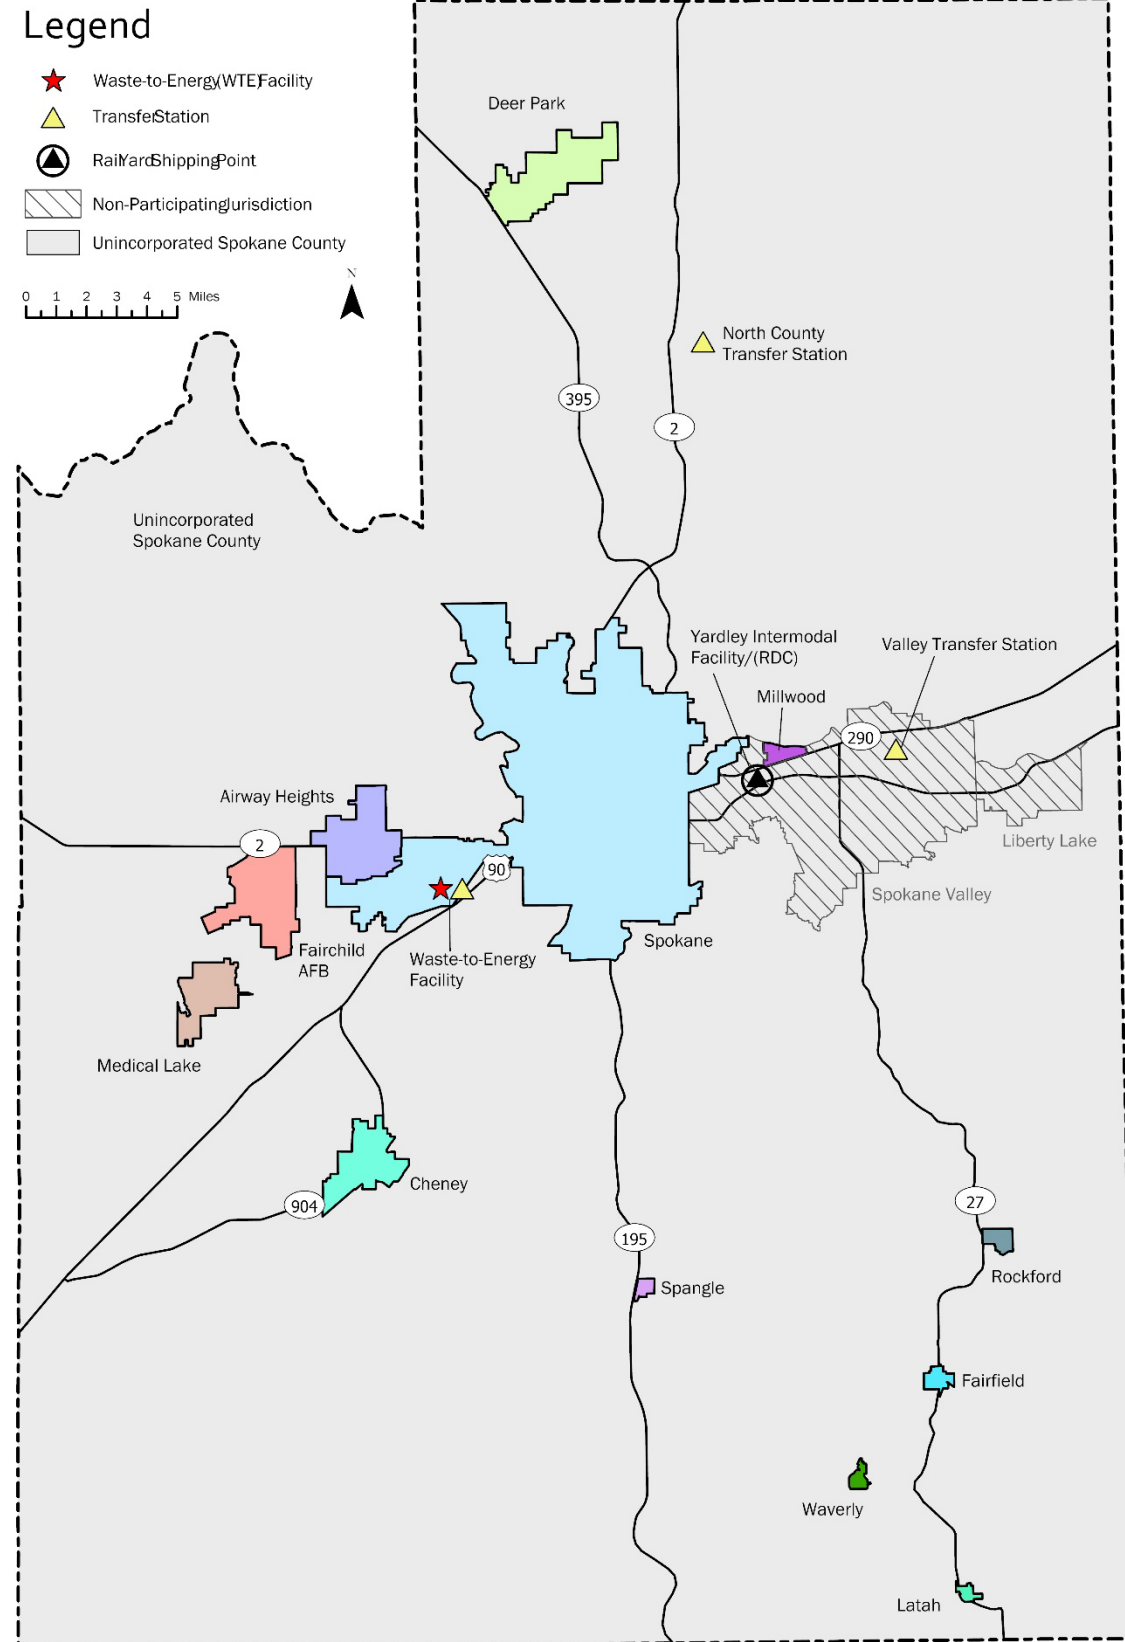 Legend
Waste-to-Energy(WTE)Facility
TransferStation
RailYardShippingPoint
Non-ParticipatingJurisdiction
Unincorporated Spokane County
0 1 2 3 4 5 Miles
N
Deer Park
North County
Transfer Station
395
2
Unincorporated
Spokane County
Yardley Intermodal
Facility/(RDC)
Valley Transfer Station
Millwood
290
Airway Heights
2
90
Liberty Lake
Spokane Valley
Spokane
Fairchild
AFB
Waste-to-Energy
Facility
Medical Lake
Cheney
904
27
195
Rockford
Spangle
Fairfield
Waverly
Latah